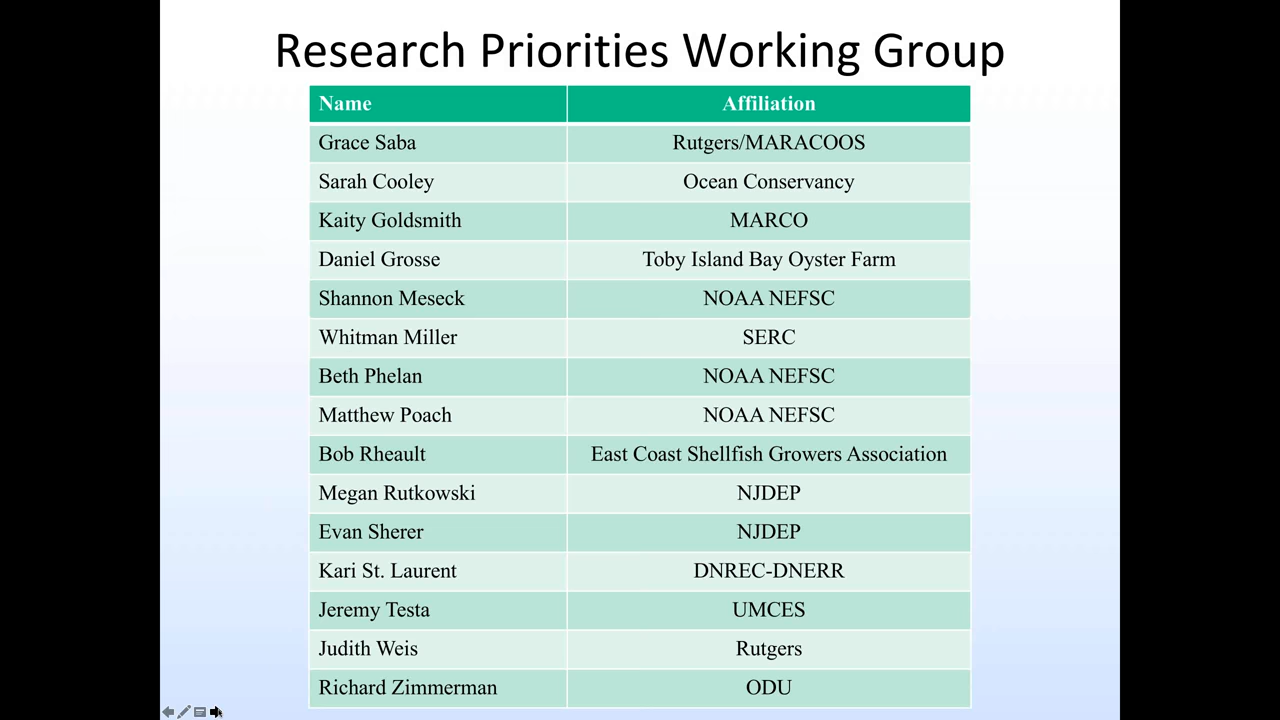 Research Priorities Working Group
Name Affiliation
Grace Saba Rutgers/MARACOOS
Sarah Cooley Ocean Conservancy
Kaity Goldsmith MARCO
Daniel Grosse Toby Island Bay Oyster Farm
Shannon Meseck NOAA NEFSC
Whitman Miller SERC
Beth Phelan NOAA NEFSC
Matthew Poach NOAA NEFSC
Bob Rheault East Coast Shellfish Growers Association
Megan Rutkowski NJDEP
Evan Sherer NJDEP
Kari St. Laurent DNREC-DNERR
Jeremy Testa UMCES
Judith Weis Rutgers
Richard Zimmerman ODU